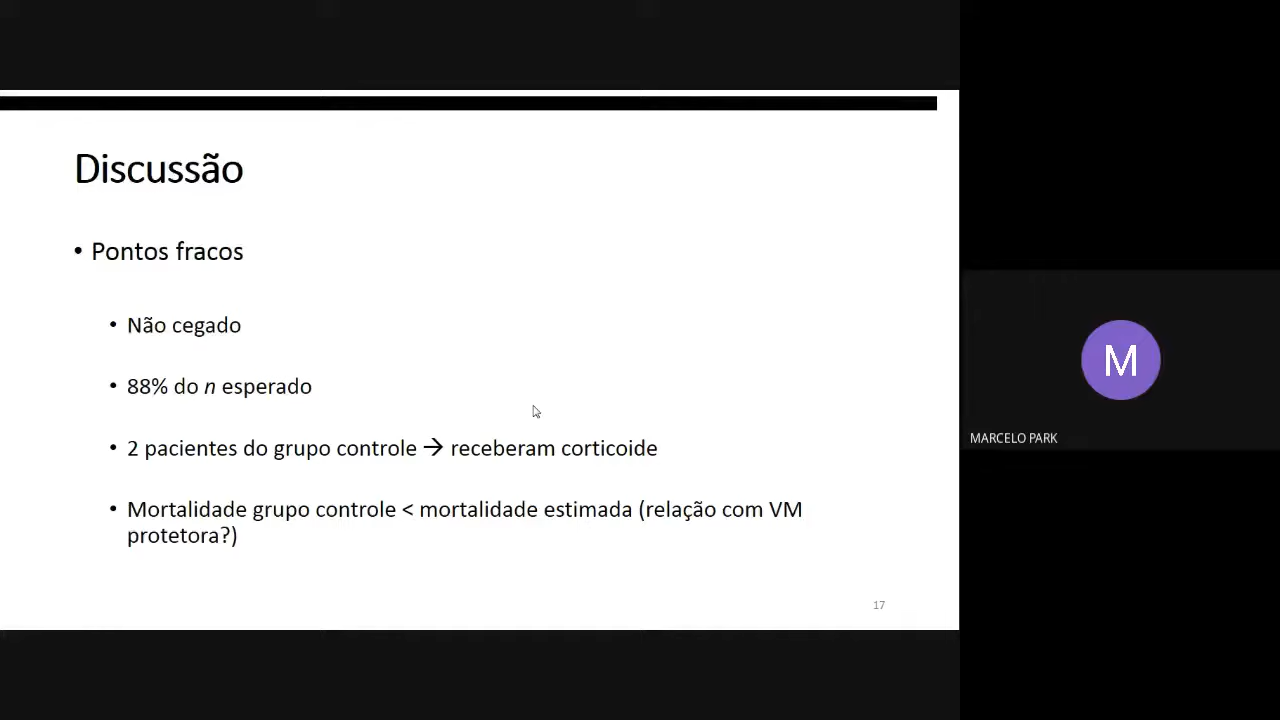 Discussão
• Pontos fracos
• Não cegado
• 88% do n esperado
• 2 pacientes do grupo controle → receberam corticoide
• Mortalidade grupo controle < mortalidade estimada (relação com VM
protetora?)
17
M
MARCELO PARK